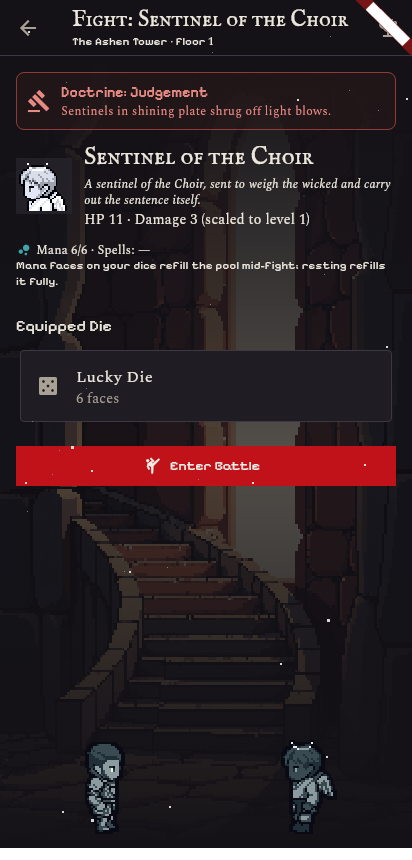 Fight: Sentinel of the Choir
The Ashen Tower · Floor 1
Doctrine: Judgement
Sentinels in shining plate shrug off light blows.
Sentinel of the Choir
A sentinel of the Choir, sent to weigh the wicked and carry
out the sentence itself.
HP 11 · Damage 3 (scaled to level 1)
Mana 6/6 · Spells: —
Mana faces on your dice refill the pool mid-fight; resting refills
it fully.
Equipped Die
Lucky Die
6 faces
Enter Battle